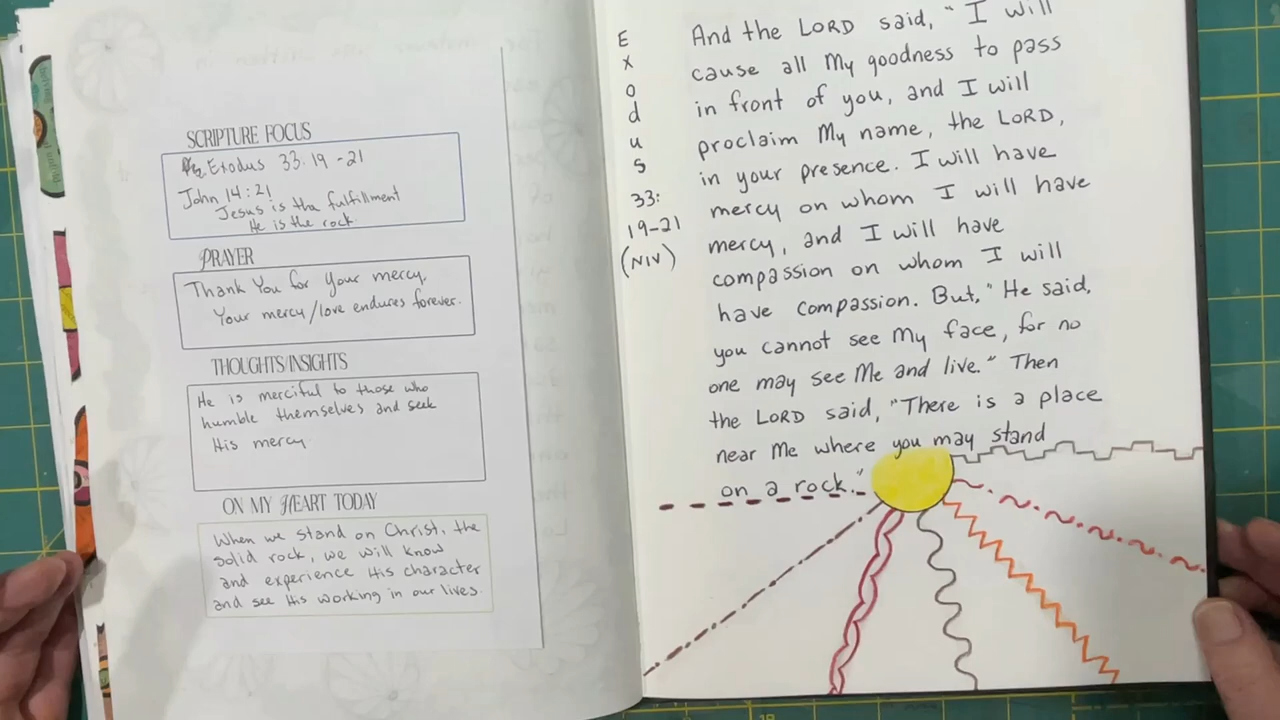 SCRIPTURE FOCUS
Exodus 33:19-21
John 14:21
Jesus is the fulfillment
He is the rock.
PRAYER
Thank You for Your mercy,
Your mercy/love endures forever.
THOUGHTS/INSIGHTS
He is merciful to those who
humble themselves and seek
His mercy.
ON MY HEART TODAY
When we stand on Christ, the
solid rock, we will know
and experience His character
and see His working in our lives.
E
x
o
d
u
s
33:
19-21
(NIV)
And the LORD said, "I will
cause all My goodness to pass
in front of you, and I will
proclaim My name, the LORD,
in your presence. I will have
mercy on whom I will have
mercy, and I will have
compassion on whom I will
have compassion. But," He said,
you cannot see My face, for no
one may see Me and live." Then
the LORD said, "There is a place
near Me where you may stand
on a rock."